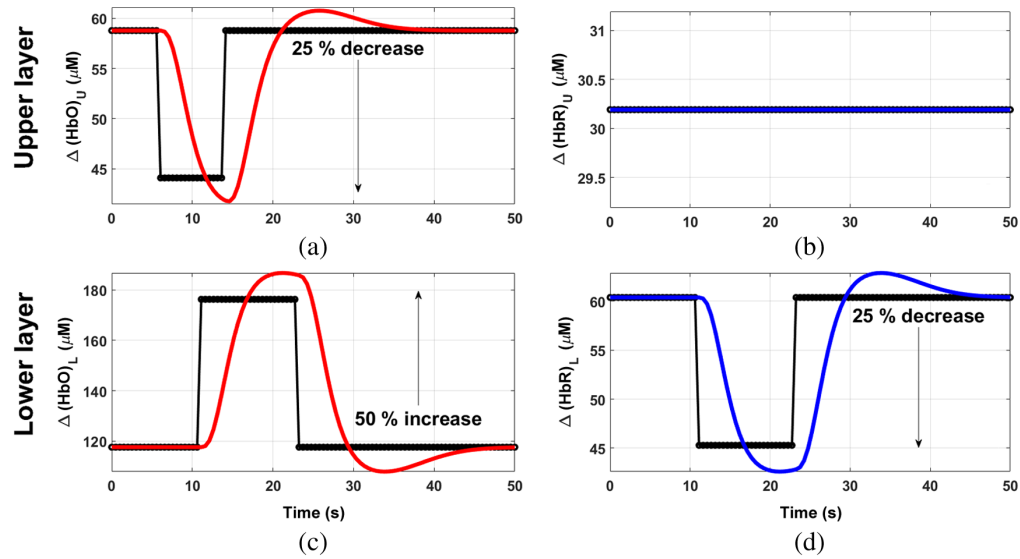 Upper layer
Δ (HbO)U (μM)
60
55
50
45
25 % decrease
0 10 20 30 40 50
(a)
Δ (HbR)U (μM)
31
30.5
30
29.5
0 10 20 30 40 50
(b)
Lower layer
Δ (HbO)L (μM)
180
160
140
120
50 % increase
0 10 20 30 40 50
Time (s)
(c)
Δ (HbR)L (μM)
60
55
50
45
25 % decrease
0 10 20 30 40 50
Time (s)
(d)